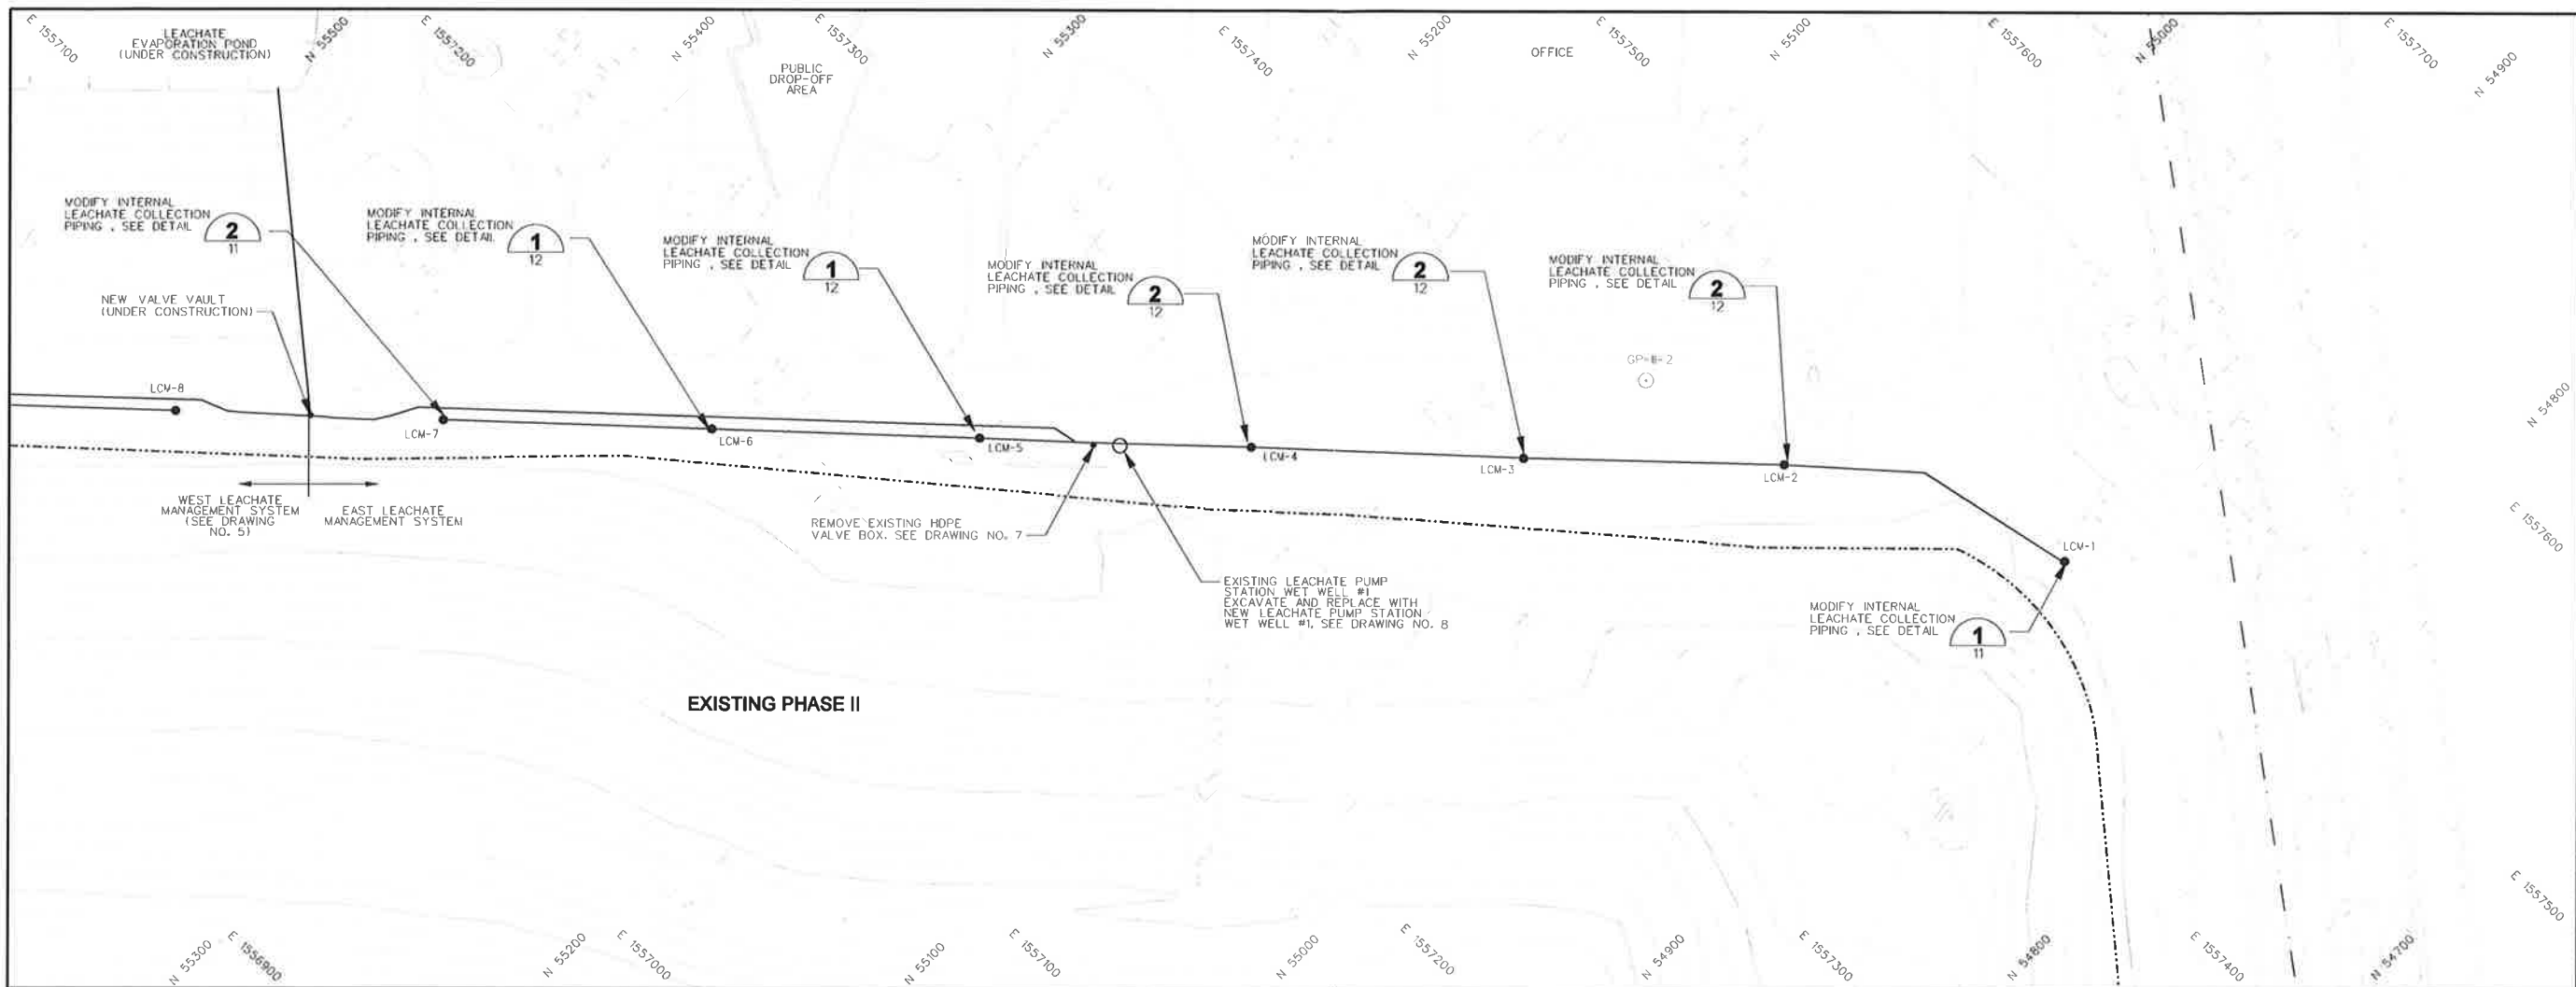 E 1557100
LEACHATE
EVAPORATION POND
(UNDER CONSTRUCTION)
N 55500
E 1557200
N 55400
E 1557300
N 55300
E 1557400
N 55200
E 1557500
N 55100
E 1557600
N 55000
E 1557700
N 54900
OFFICE
PUBLIC
DROP-OFF
AREA
MODIFY INTERNAL
LEACHATE COLLECTION
PIPING , SEE DETAIL
2
11
MODIFY INTERNAL
LEACHATE COLLECTION
PIPING , SEE DETAIL
1
12
MODIFY INTERNAL
LEACHATE COLLECTION
PIPING , SEE DETAIL
1
12
MODIFY INTERNAL
LEACHATE COLLECTION
PIPING , SEE DETAIL
2
12
MODIFY INTERNAL
LEACHATE COLLECTION
PIPING , SEE DETAIL
2
12
MODIFY INTERNAL
LEACHATE COLLECTION
PIPING , SEE DETAIL
2
12
NEW VALVE VAULT
(UNDER CONSTRUCTION)
N 54800
LCM-8
LCM-7
LCM-6
LCM-5
LCM-4
LCM-3
LCM-2
LCM-1
WEST LEACHATE
MANAGEMENT SYSTEM
(SEE DRAWING
NO. 5)
EAST LEACHATE
MANAGEMENT SYSTEM
REMOVE EXISTING HDPE
VALVE BOX. SEE DRAWING NO. 7
E 1557600
EXISTING LEACHATE PUMP
STATION WET WELL #1
EXCAVATE AND REPLACE WITH
NEW LEACHATE PUMP STATION
WET WELL #1, SEE DRAWING NO. 8
MODIFY INTERNAL
LEACHATE COLLECTION
PIPING , SEE DETAIL
1
11
EXISTING PHASE II
E 1557500
N 55300
E 1556900
N 55200
E 1557000
N 55100
E 1557100
N 55000
E 1557200
N 54900
E 1557300
N 54800
E 1557400
N 54700